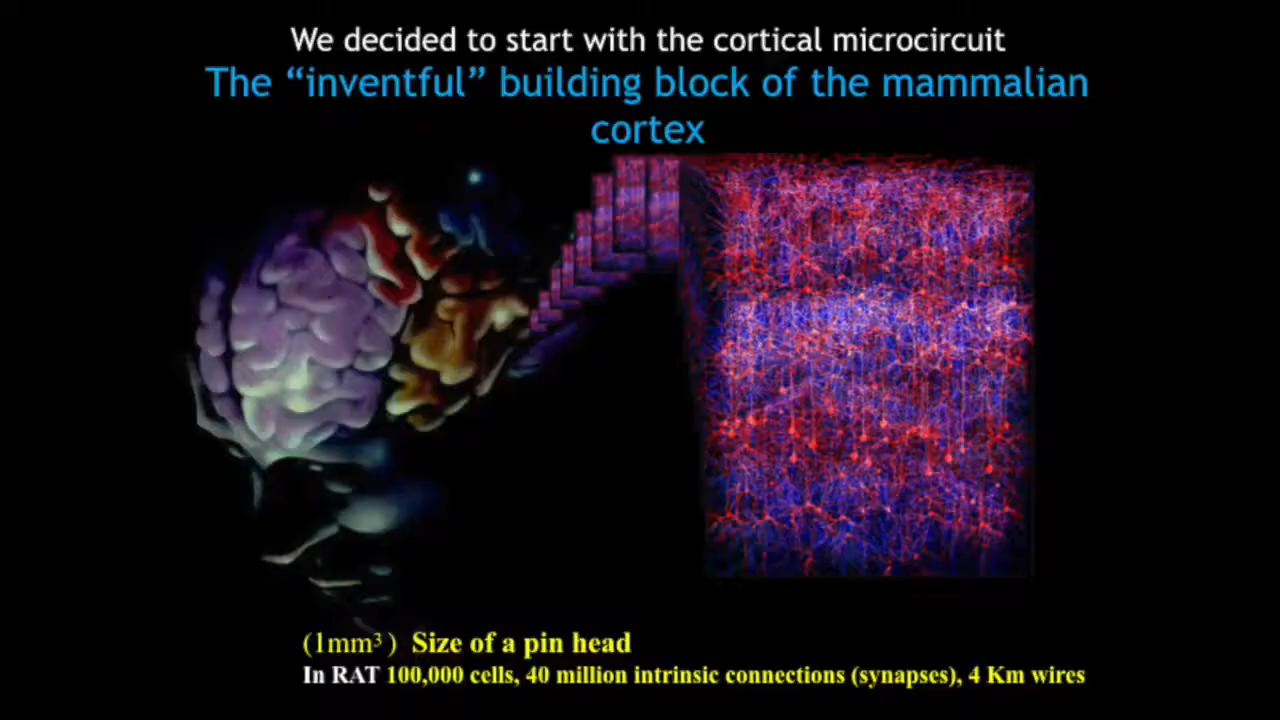 We decided to start with the cortical microcircuit
The “inventful” building block of the mammalian
cortex
(1mm³ ) Size of a pin head
In RAT 100,000 cells, 40 million intrinsic connections (synapses), 4 Km wires